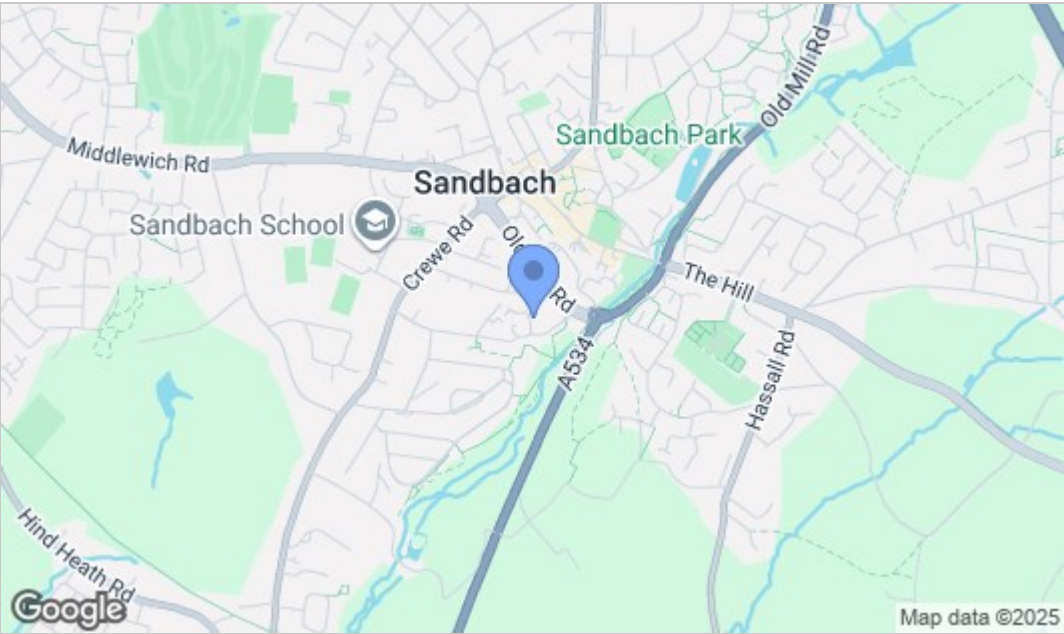 Old Mill Rd
Sandbach Park
Middlewich Rd
Sandbach
Sandbach School
Crewe Rd
Rd
The Hill
A534
Hassall Rd
Hind Heath Rd
Google
Map data ©2025